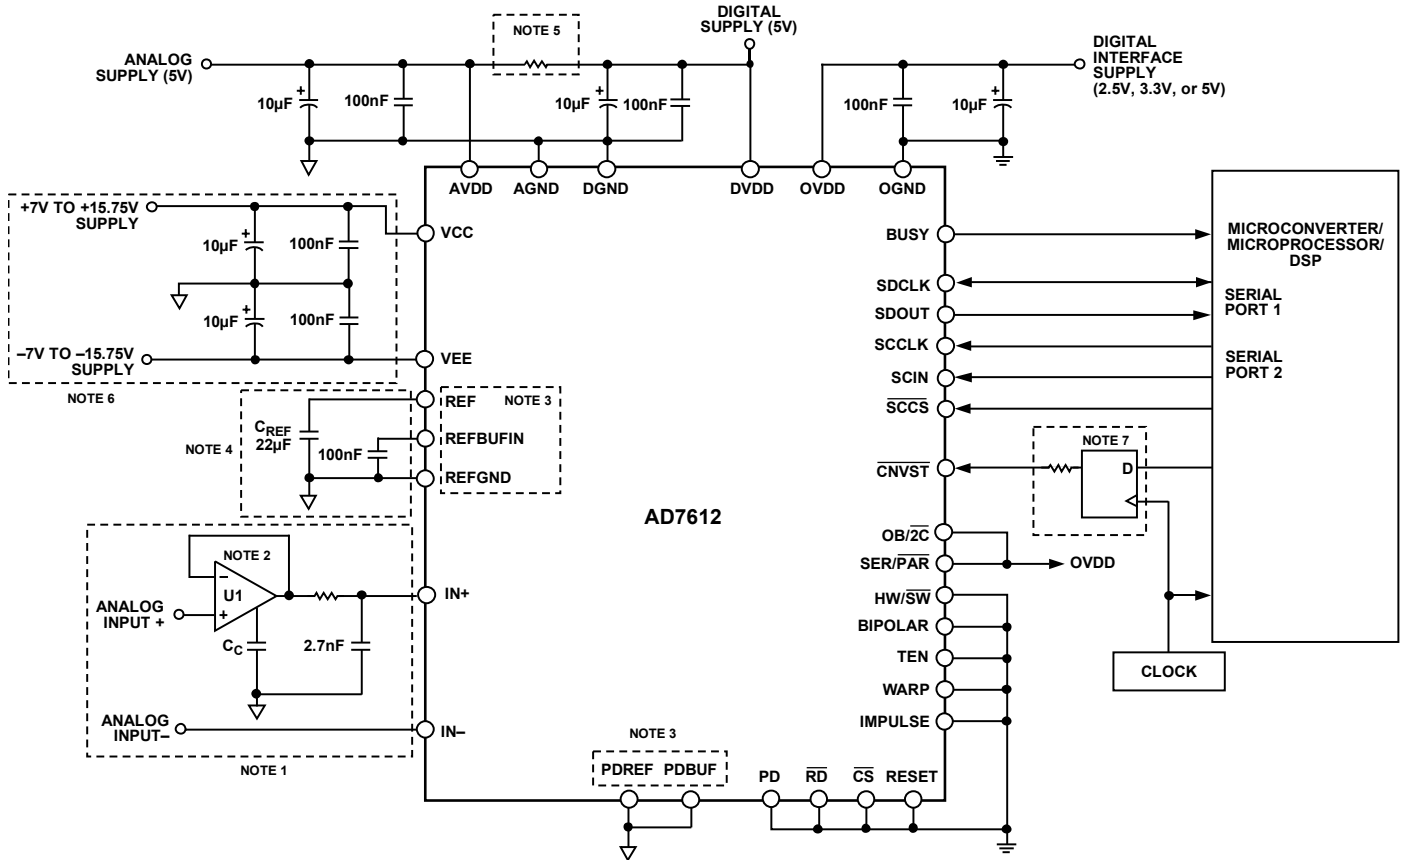 DIGITAL
SUPPLY (5V)
NOTE 5
ANALOG
SUPPLY (5V)
DIGITAL
INTERFACE
SUPPLY
(2.5V, 3.3V, or 5V)
10µF
+
100nF
10µF
+
100nF
100nF
10µF
+
AVDD
AGND
DGND
DVDD
OVDD
OGND
+7V TO +15.75V
SUPPLY
10µF
+
100nF
VCC
10µF
+
100nF
–7V TO –15.75V
SUPPLY
VEE
NOTE 6
BUSY
SDCLK
SDOUT
SCCLK
SCIN
SCCS
CNVST
MICROCONVERTER/
MICROPROCESSOR/
DSP
SERIAL
PORT 1
SERIAL
PORT 2
NOTE 4
CREF
22µF
100nF
REF
NOTE 3
REFBUFIN
REFGND
NOTE 7
D
AD7612
OB/2C
SER/PAR
OVDD
HW/SW
BIPOLAR
TEN
WARP
IMPULSE
CLOCK
NOTE 2
–
U1
+
ANALOG
INPUT +
CC
2.7nF
IN+
ANALOG
INPUT–
IN–
NOTE 1
NOTE 3
PDREF PDBUF
PD
RD
CS
RESET